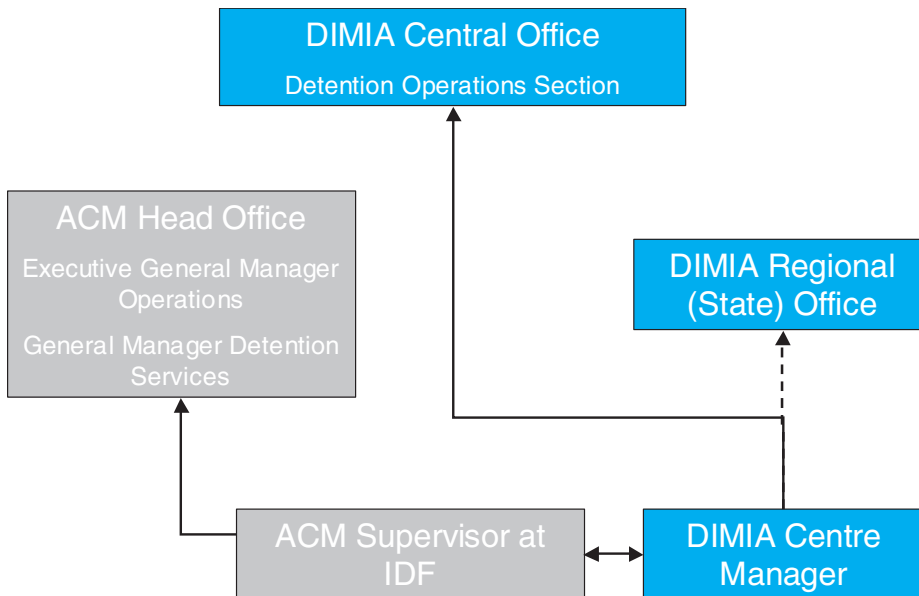 DIMIA Central Office
Detention Operations Section
ACM Head Office
Executive General Manager
Operations
General Manager Detention
Services
DIMIA Regional
(State) Office
ACM Supervisor at
IDF
DIMIA Centre
Manager